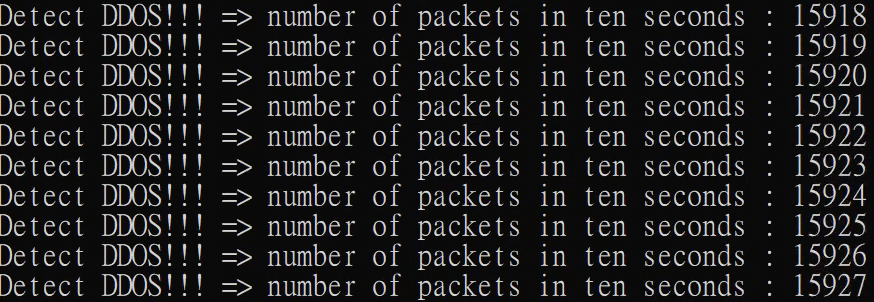 Detect DDOS!!! => number of packets in ten seconds : 15918
Detect DDOS!!! => number of packets in ten seconds : 15919
Detect DDOS!!! => number of packets in ten seconds : 15920
Detect DDOS!!! => number of packets in ten seconds : 15921
Detect DDOS!!! => number of packets in ten seconds : 15922
Detect DDOS!!! => number of packets in ten seconds : 15923
Detect DDOS!!! => number of packets in ten seconds : 15924
Detect DDOS!!! => number of packets in ten seconds : 15925
Detect DDOS!!! => number of packets in ten seconds : 15926
Detect DDOS!!! => number of packets in ten seconds : 15927